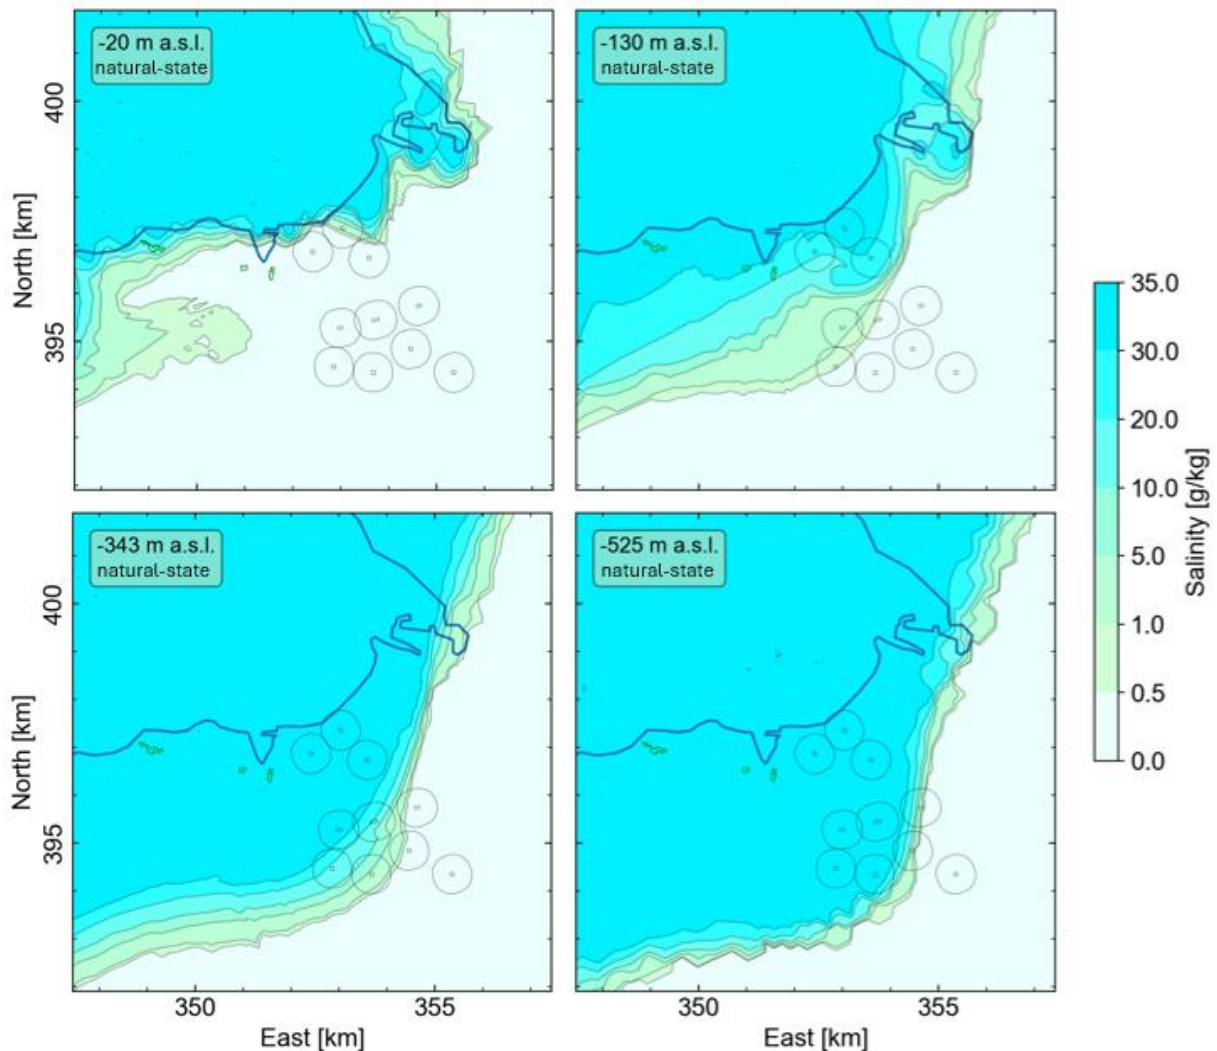 -20 m a.s.l.
natural-state
-130 m a.s.l.
natural-state
400
395
North [km]
-343 m a.s.l.
natural-state
-525 m a.s.l.
natural-state
400
395
North [km]
350
355
350
355
East [km]
East [km]
35.0
30.0
20.0
10.0
5.0
1.0
0.5
0.0
Salinity [g/kg]